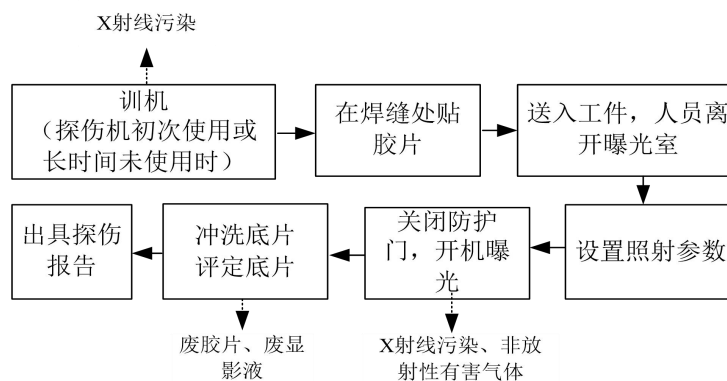 X射线污染
训机
（探伤机初次使用或
长时间未使用时）
在焊缝处贴
胶片
送入工件，人员离
开曝光室
出具探伤
报告
冲洗底片
评定底片
关闭防护
门，开机曝
光
设置照射参数
废胶片、废显
影液
X射线污染、非放
射性有害气体